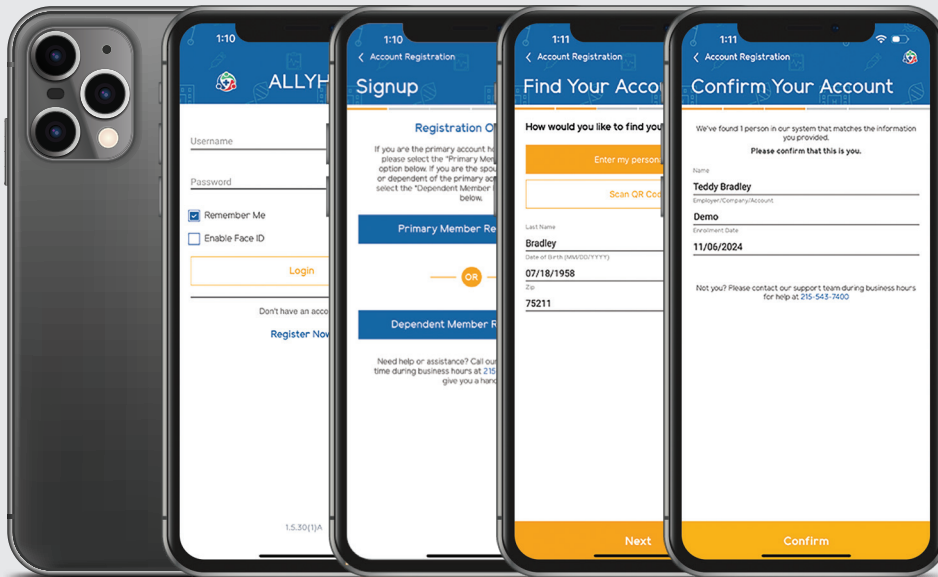 1:10
ALLYH
Username
Password
Remember Me
Enable Face ID
Login
Don't have an acco
Register Now
1.5.30(1)A
1:10
Account Registration
Signup
Registration O
If you are the primary account h
please select the "Primary Mem
option below. If you are the spou
or dependent of the primary acc
select the "Dependent Member
below.
Primary Member Re
OR
Dependent Member R
Need help or assistance? Call our
time during business hours at 215
give you a hand
1:11
Account Registration
Find Your Accou
How would you like to find you
Enter my person
Scan QR Cod
Last Name
Bradley
Date of Birth (MM/DD/YYYY)
07/18/1958
Zip
75211
Next
1:11
Account Registration
Confirm Your Account
We've found 1 person in our system that matches the information
you provided.
Please confirm that this is you.
Name
Teddy Bradley
Employer/Company/Account
Demo
Enrolment Date
11/06/2024
Not you? Please contact our support team during business hours
for help at 215-543-7400
Confirm